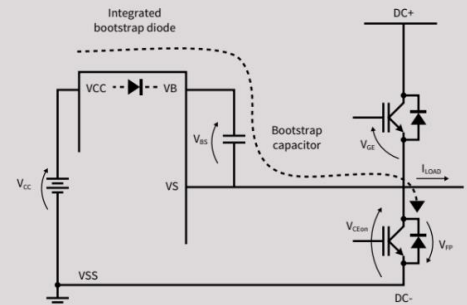 Integrated
bootstrap diode
DC+
VCC
VB
VBS
Bootstrap
capacitor
VGE
ILOAD
VCC
VS
VCEon
VFP
VSS
DC-